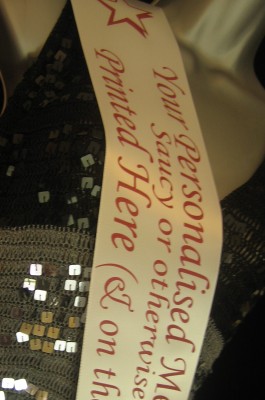 Your Personalised Me
Saucy or otherwise
Printed Here (& on th